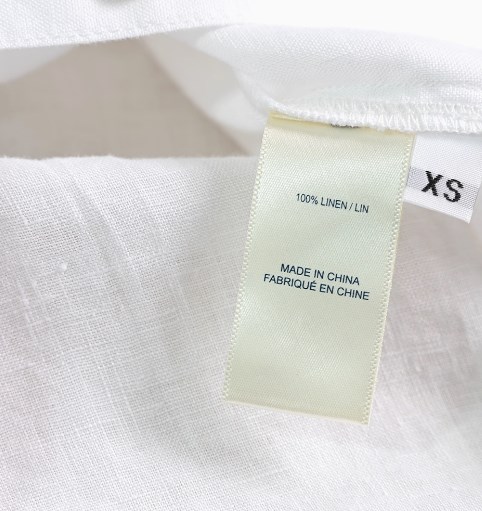 100% LINEN / LIN
XS
MADE IN CHINA
FABRIQUÉ EN CHINE